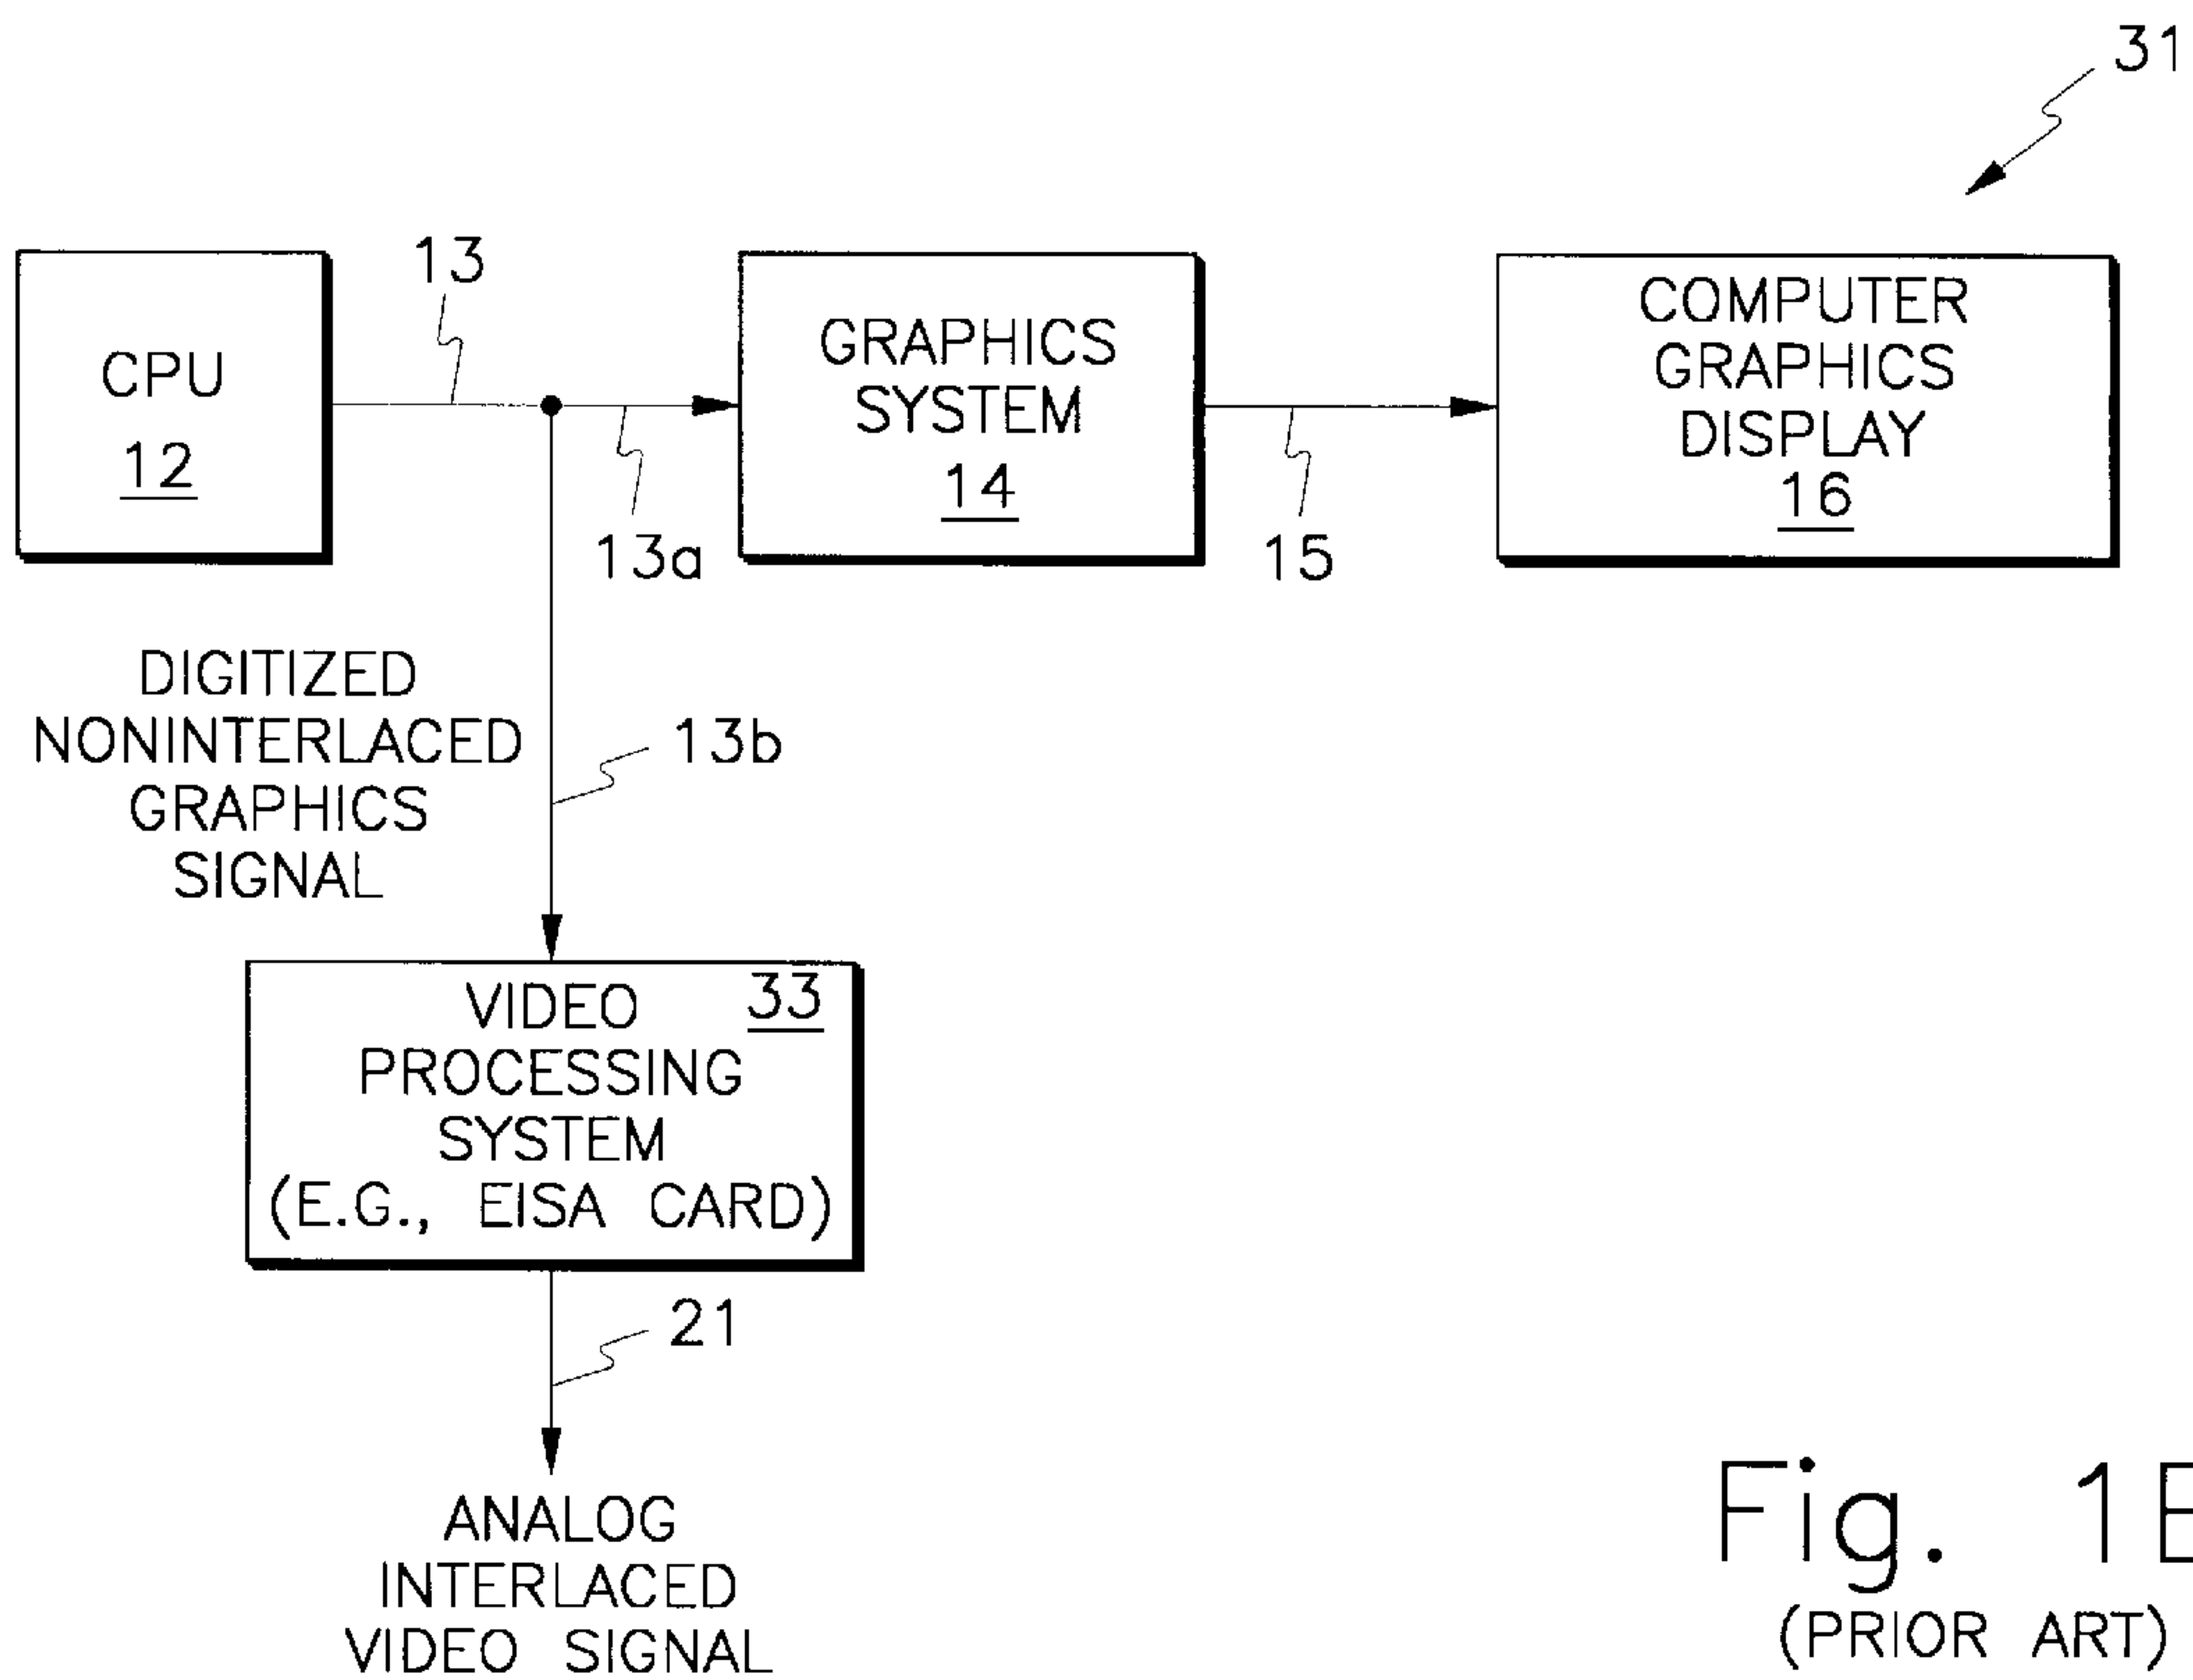 31
13
CPU
12
GRAPHICS
SYSTEM
14
COMPUTER
GRAPHICS
DISPLAY
16
13a
15
DIGITIZED
NONINTERLACED
GRAPHICS
SIGNAL
13b
VIDEO
33
PROCESSING
SYSTEM
(E.G., EISA CARD)
21
ANALOG
INTERLACED
VIDEO SIGNAL
Fig.
(PRIOR ART)